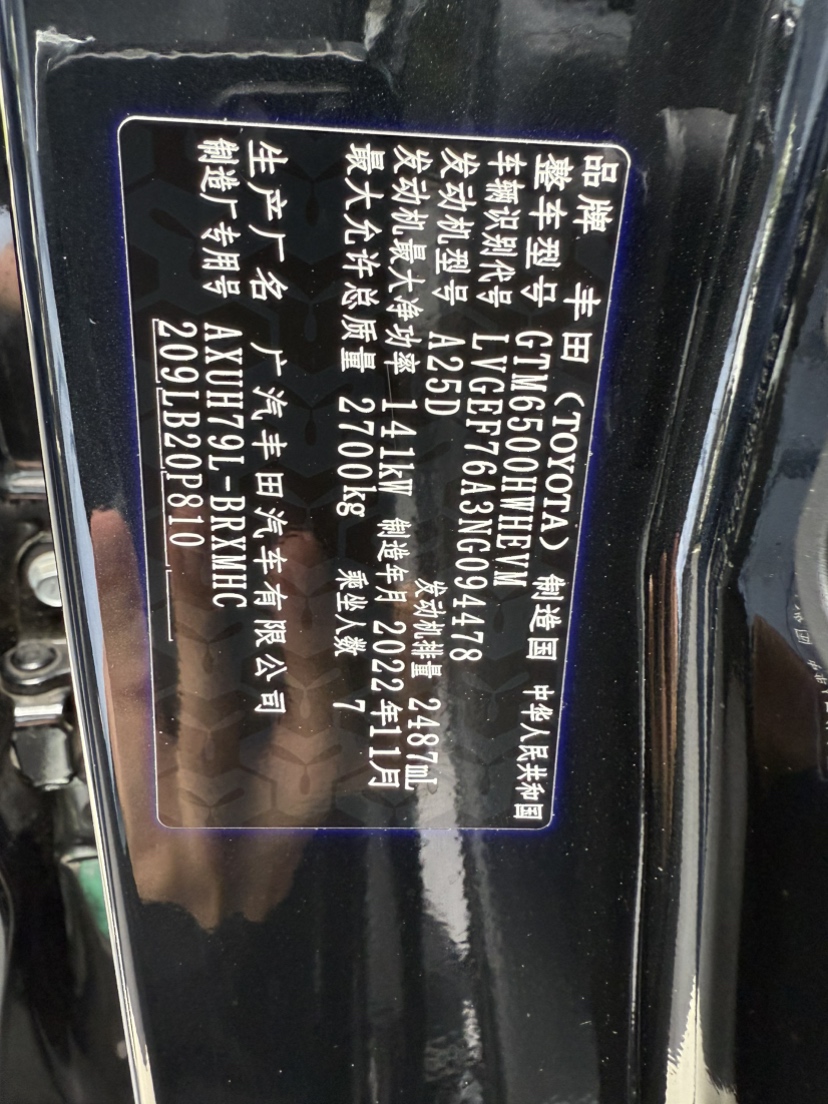 品牌 丰田（TOYOTA） 制造国 中华人民共和国
整车型号 GTM6500HWHEVM
车辆识别代号 LVGEF76A3NG094478
发动机型号 A25D 发动机排量 2487mL
发动机最大净功率 141kW 制造年月 2022年11月
最大允许总质量 2700kg 乘坐人数 7
生产厂名 广汽丰田汽车有限公司
制造厂专用号 AXUH79L-BRXMHC
209LB20P810